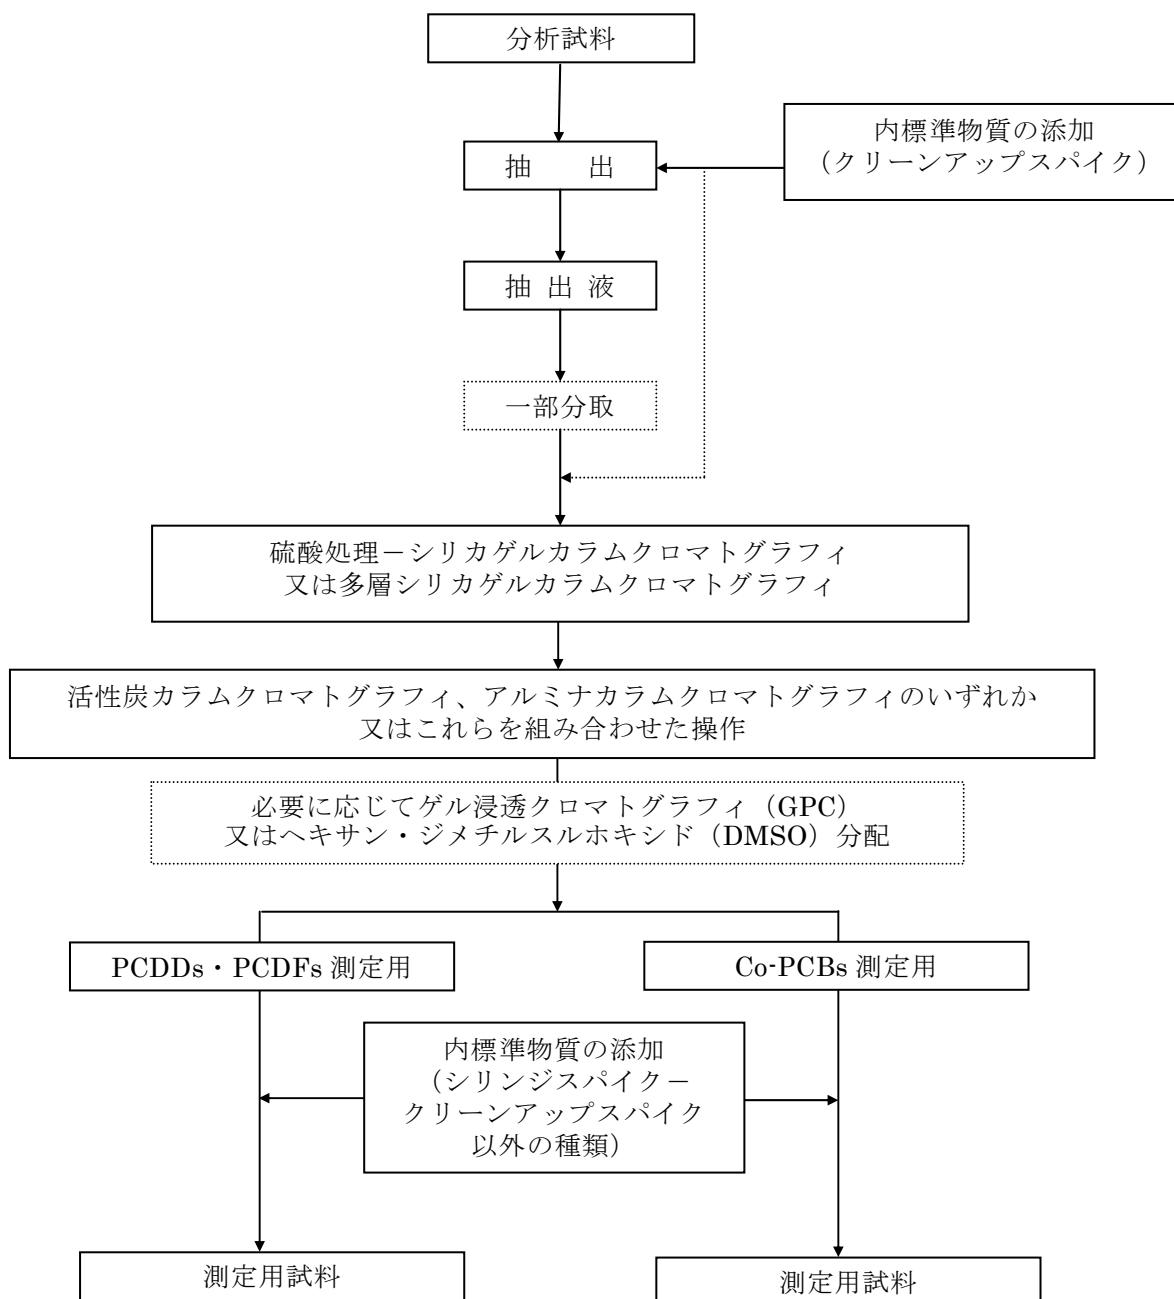 分析試料
内標準物質の添加
（クリーンアップスパイク）
抽　　出
抽 出 液
一部分取
硫酸処理－シリカゲルカラムクロマトグラフィ
又は多層シリカゲルカラムクロマトグラフィ
活性炭カラムクロマトグラフィ、アルミナカラムクロマトグラフィのいずれか
又はこれらを組み合わせた操作
必要に応じてゲル浸透クロマトグラフィ（GPC）
又はヘキサン・ジメチルスルホキシド（DMSO）分配
PCDDs・PCDFs 測定用
Co-PCBs 測定用
内標準物質の添加
（シリンジスパイク－
クリーンアップスパイク
以外の種類）
測定用試料
測定用試料